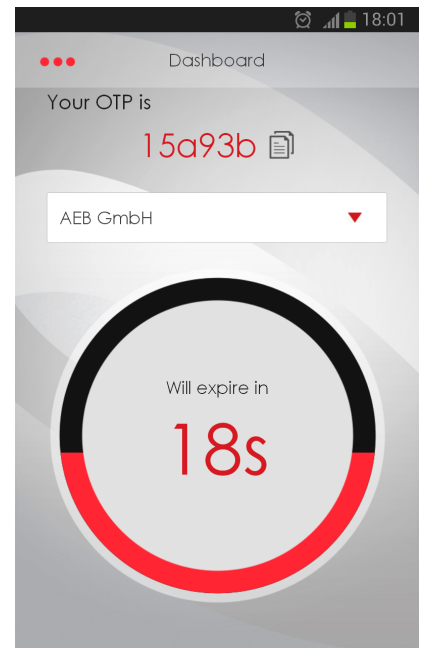 18:01
Dashboard
Your OTP is
15a93b
AEB GmbH
Will expire in
18s